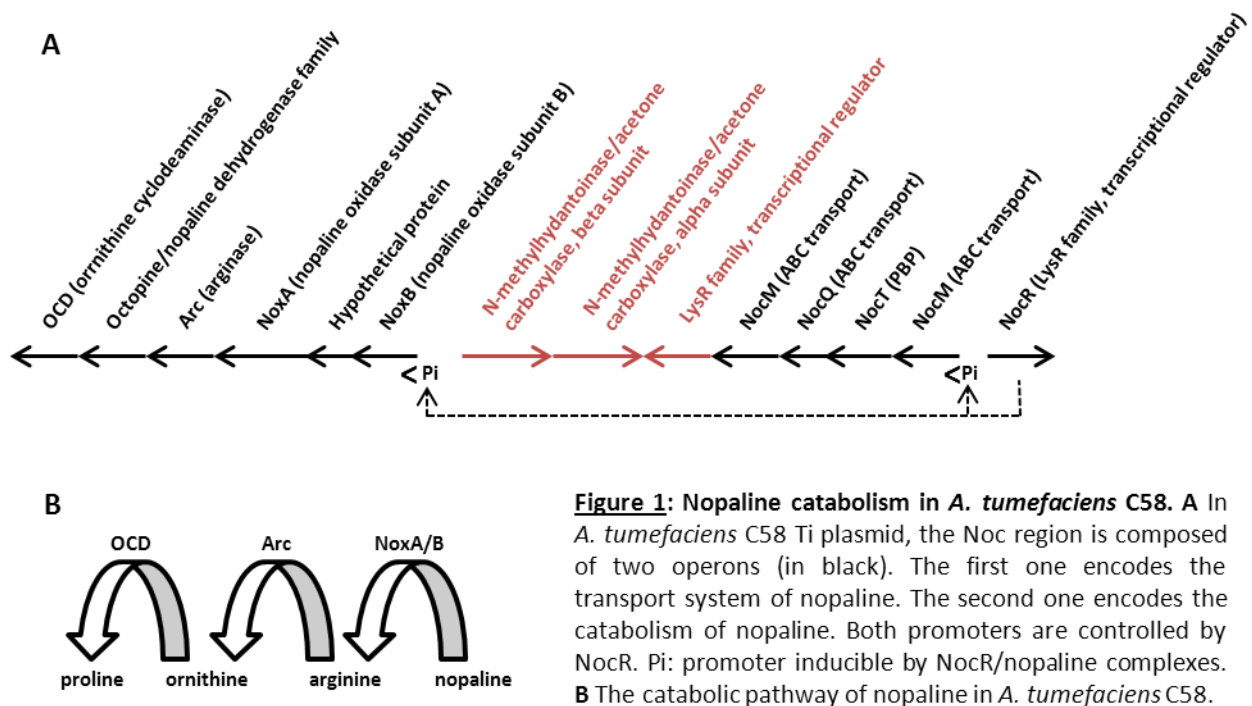 A
OCD (orrnithine cyclodeaminase)
Octopine/nopaline dehydrogenase family
Arc (arginase)
NoxA (nopaline oxidase subunit A)
Hypothetical protein
NoxB (nopaline oxidase subunit B)
N-methylhydantoinase/acetone
carboxylase, beta subunit
N-methylhydantoinase/acetone
carboxylase, alpha subunit
LysR family, transcriptional regulator
NocM (ABC transport)
NocQ (ABC transport)
NocT (PBP)
NocM (ABC transport)
NocR (LysR family, transcriptional regulator)
<Pi
<Pi
B
OCD
Arc
NoxA/B
proline
ornithine
arginine
nopaline
Figure 1: Nopaline catabolism in A. tumefaciens C58. A In
A. tumefaciens C58 Ti plasmid, the Noc region is composed
of two operons (in black). The first one encodes the
transport system of nopaline. The second one encodes the
catabolism of nopaline. Both promoters are controlled by
NocR. Pi: promoter inducible by NocR/nopaline complexes.
B The catabolic pathway of nopaline in A. tumefaciens C58.